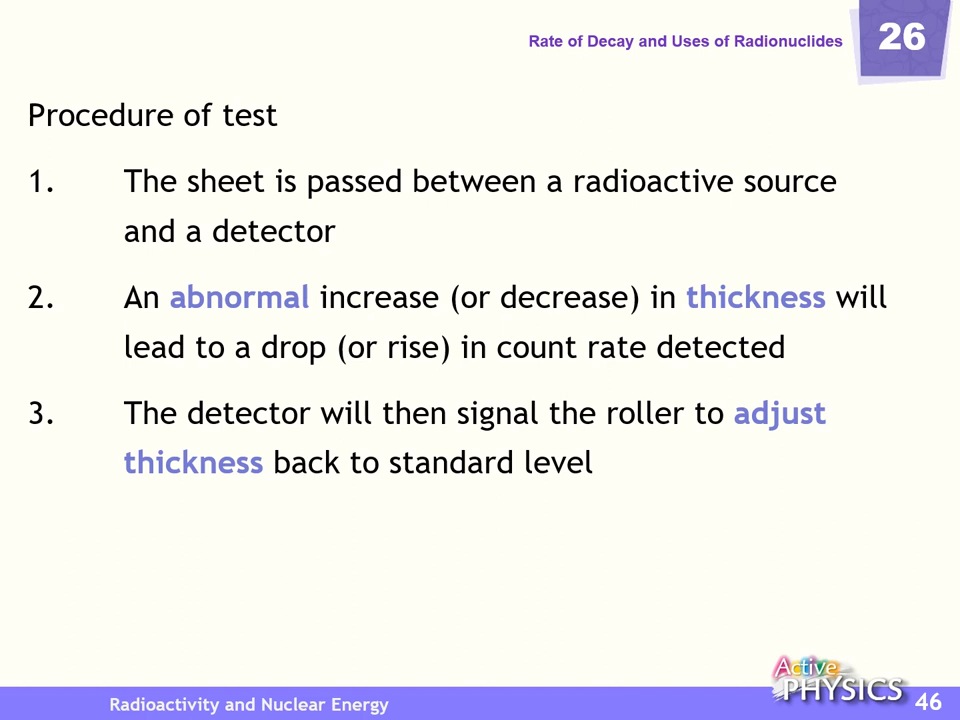 Rate of Decay and Uses of Radionuclides
26
Procedure of test
1. The sheet is passed between a radioactive source
and a detector
2. An abnormal increase (or decrease) in thickness will
lead to a drop (or rise) in count rate detected
3. The detector will then signal the roller to adjust
thickness back to standard level
Active
PHYSICS
Radioactivity and Nuclear Energy
46